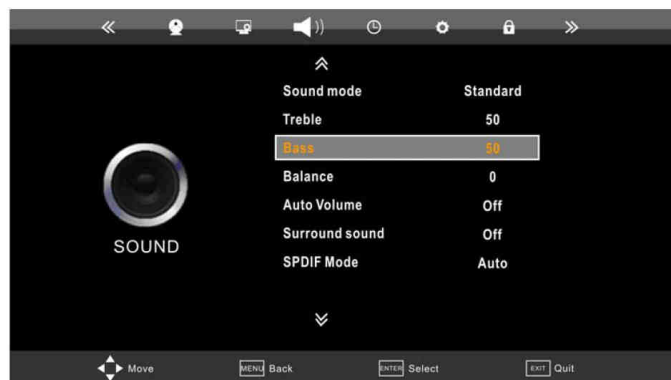 Sound mode Standard
Treble 50
Bass 50
Balance 0
Auto Volume Off
Surround sound Off
SPDIF Mode Auto
SOUND
Move MENU Back ENTER Select EXIT Quit